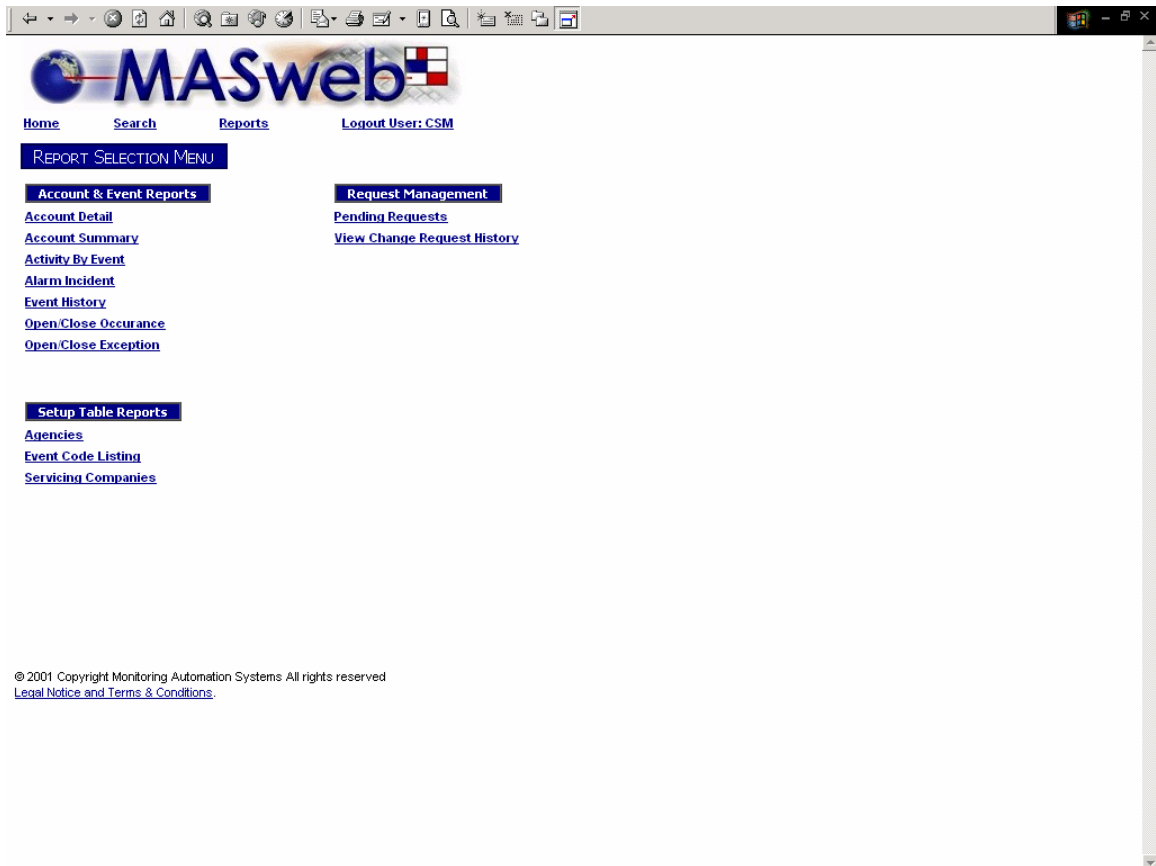 MASweb
Home Search Reports Logout User: CSM
REPORT SELECTION MENU
Account & Event Reports
Account Detail
Account Summary
Activity By Event
Alarm Incident
Event History
Open/Close Occurance
Open/Close Exception
Request Management
Pending Requests
View Change Request History
Setup Table Reports
Agencies
Event Code Listing
Servicing Companies
© 2001 Copyright Monitoring Automation Systems All rights reserved
Legal Notice and Terms & Conditions.